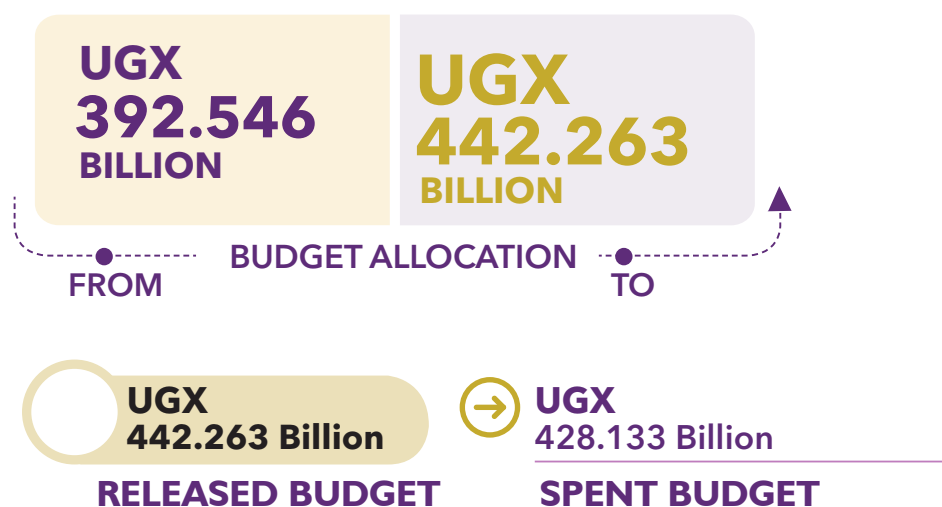 UGX
392.546
BILLION
UGX
442.263
BILLION
BUDGET ALLOCATION
FROM
TO
UGX
442.263 Billion
RELEASED BUDGET
UGX
428.133 Billion
SPENT BUDGET